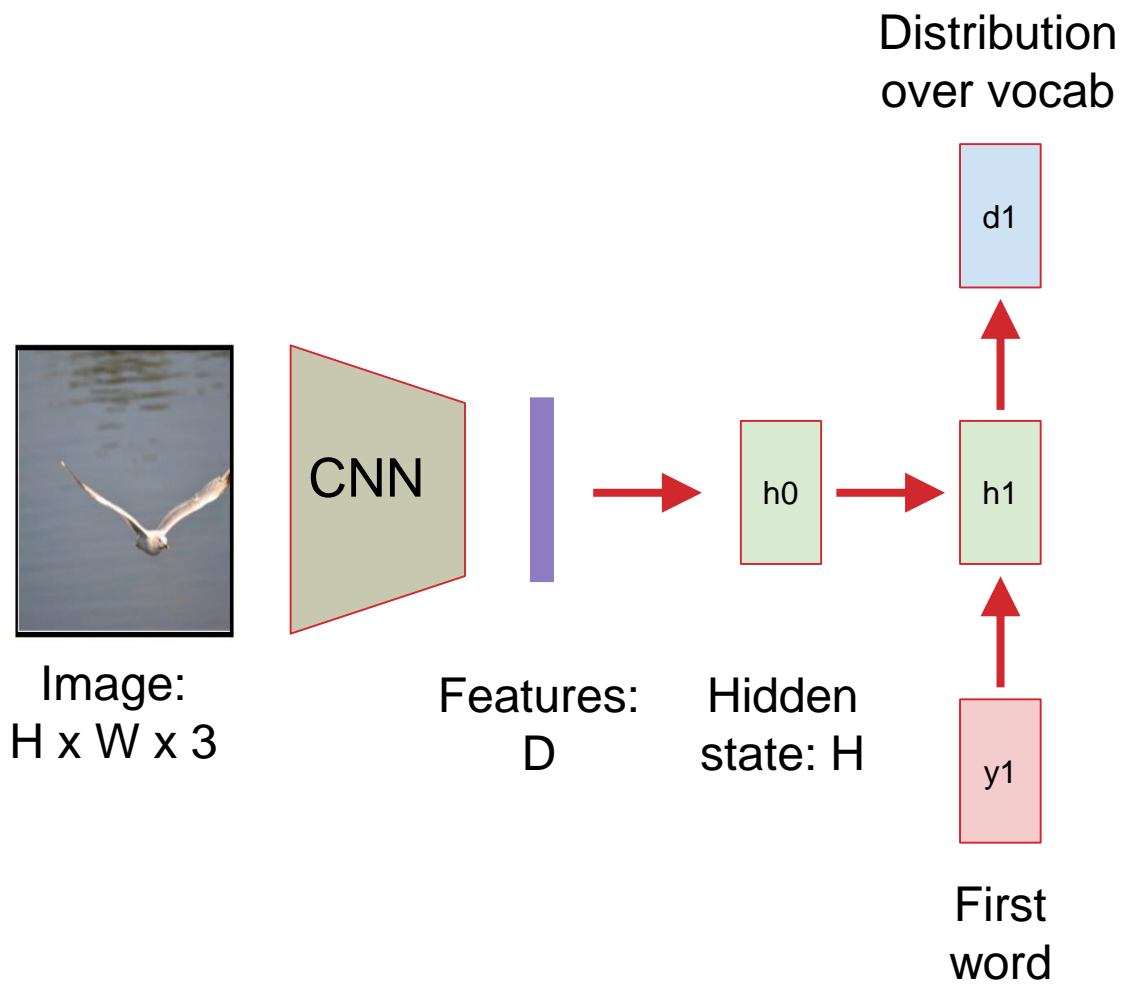 Distribution
over vocab
d1
CNN
h0
h1
Image:
H x W x 3
Features:
D
Hidden
state: H
y1
First
word